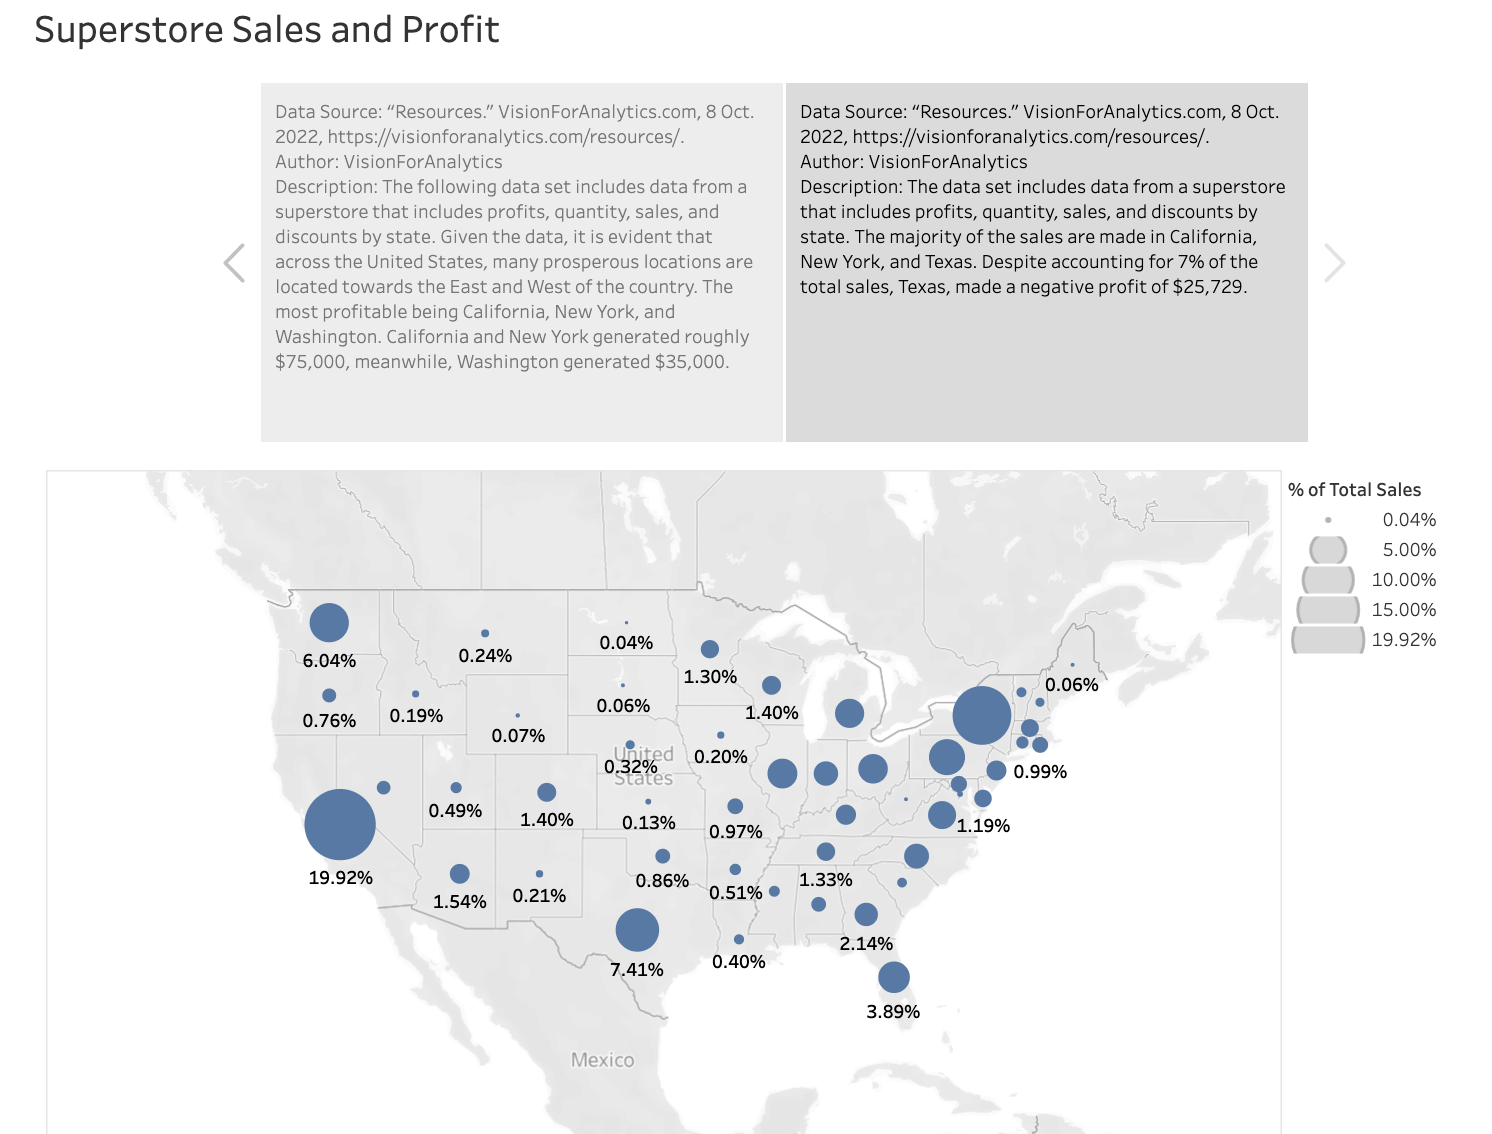 Superstore Sales and Profit
Data Source: “Resources.” VisionForAnalytics.com, 8 Oct.
2022, https://visionforanalytics.com/resources/.
Author: VisionForAnalytics
Description: The following data set includes data from a
superstore that includes profits, quantity, sales, and
discounts by state. Given the data, it is evident that
across the United States, many prosperous locations are
located towards the East and West of the country. The
most profitable being California, New York, and
Washington. California and New York generated roughly
$75,000, meanwhile, Washington generated $35,000.
Data Source: “Resources.” VisionForAnalytics.com, 8 Oct.
2022, https://visionforanalytics.com/resources/.
Author: VisionForAnalytics
Description: The data set includes data from a superstore
that includes profits, quantity, sales, and discounts by
state. The majority of the sales are made in California,
New York, and Texas. Despite accounting for 7% of the
total sales, Texas, made a negative profit of $25,729.
% of Total Sales
0.04%
5.00%
10.00%
15.00%
19.92%
6.04%
0.24%
0.04%
1.30%
0.06%
0.76%
0.19%
0.07%
0.06%
1.40%
United
States
0.32%
0.20%
0.99%
0.49%
1.40%
0.13%
0.97%
1.19%
19.92%
1.54%
0.21%
0.86%
0.51%
1.33%
7.41%
0.40%
2.14%
3.89%
Mexico